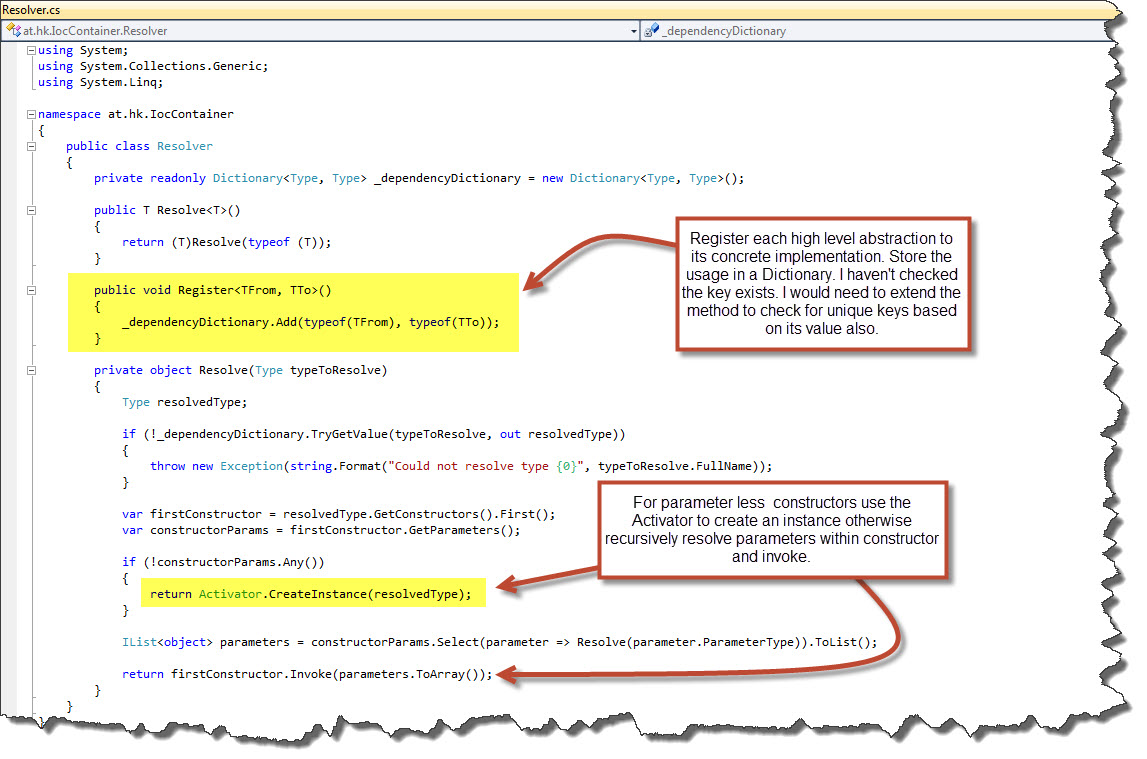 Resolver.cs
at.hk.IocContainer.Resolver
_dependencyDictionary
using System;
using System.Collections.Generic;
using System.Linq;
namespace at.hk.IocContainer
{
public class Resolver
{
private readonly Dictionary<Type, Type> _dependencyDictionary = new Dictionary<Type, Type>();
public T Resolve<T>()
{
return (T)Resolve(typeof (T));
}
public void Register<TFrom, TTo>()
{
_dependencyDictionary.Add(typeof(TFrom), typeof(TTo));
}
Register each high level abstraction to
its concrete implementation. Store the
usage in a Dictionary. I haven't checked
the key exists. I would need to extend the
method to check for unique keys based
on its value also.
private object Resolve(Type typeToResolve)
{
Type resolvedType;
if (!_dependencyDictionary.TryGetValue(typeToResolve, out resolvedType))
{
throw new Exception(string.Format("Could not resolve type {0}", typeToResolve.FullName));
}
var firstConstructor = resolvedType.GetConstructors().First();
var constructorParams = firstConstructor.GetParameters();
if (!constructorParams.Any())
{
return Activator.CreateInstance(resolvedType);
}
For parameter less  constructors use the
Activator to create an instance otherwise
recursively resolve parameters within constructor
and invoke.
IList<object> parameters = constructorParams.Select(parameter => Resolve(parameter.ParameterType)).ToList();
return firstConstructor.Invoke(parameters.ToArray());
}
}
}